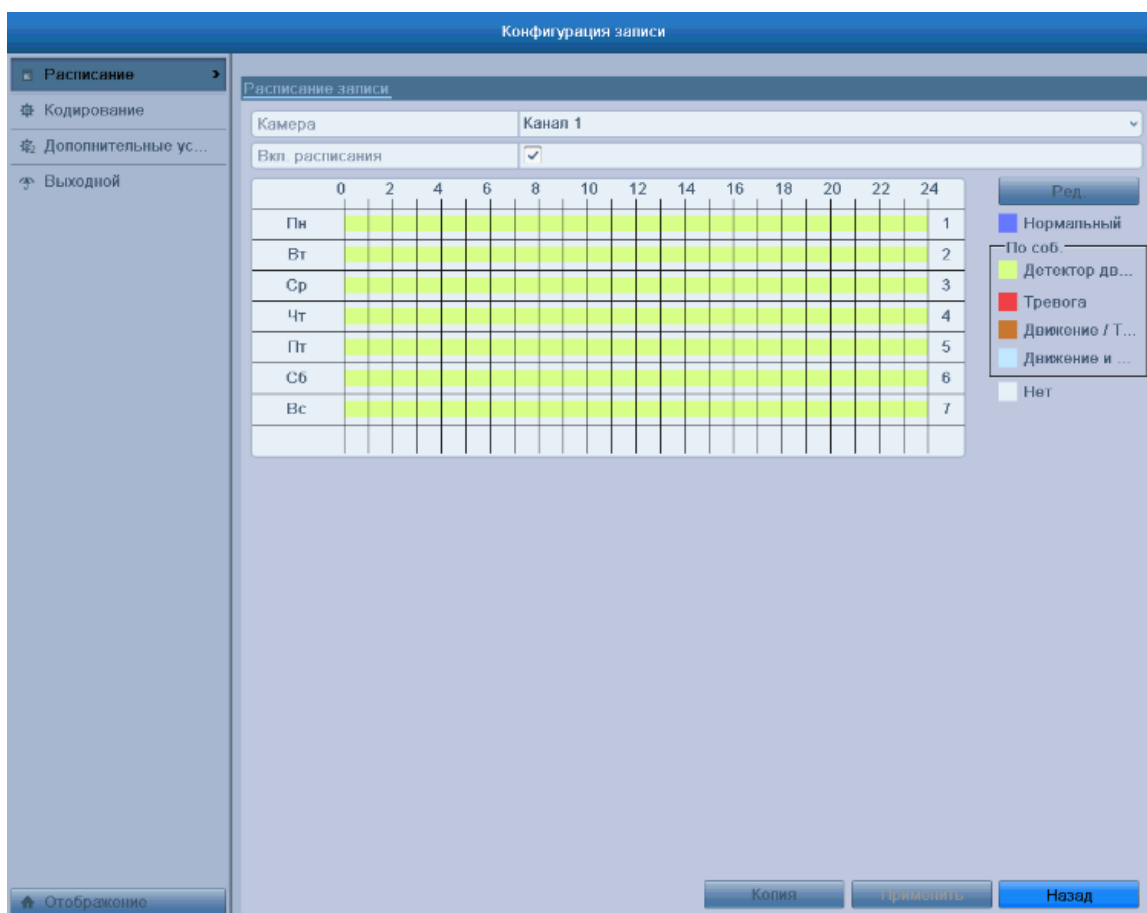 Конфигурация записи
Расписание
Кодирование
Дополнительные ус...
Выходной
Расписание записи
Камера Канал 1
Вкл. расписания
0 2 4 6 8 10 12 14 16 18 20 22 24
Ред.
Пн 1
Вт 2
Ср 3
Чт 4
Пт 5
Сб 6
Вс 7
Нормальный
По соб.
Детектор дв...
Тревога
Движение / Т...
Движение и ...
Нет
Отображение
Копия Применить Назад